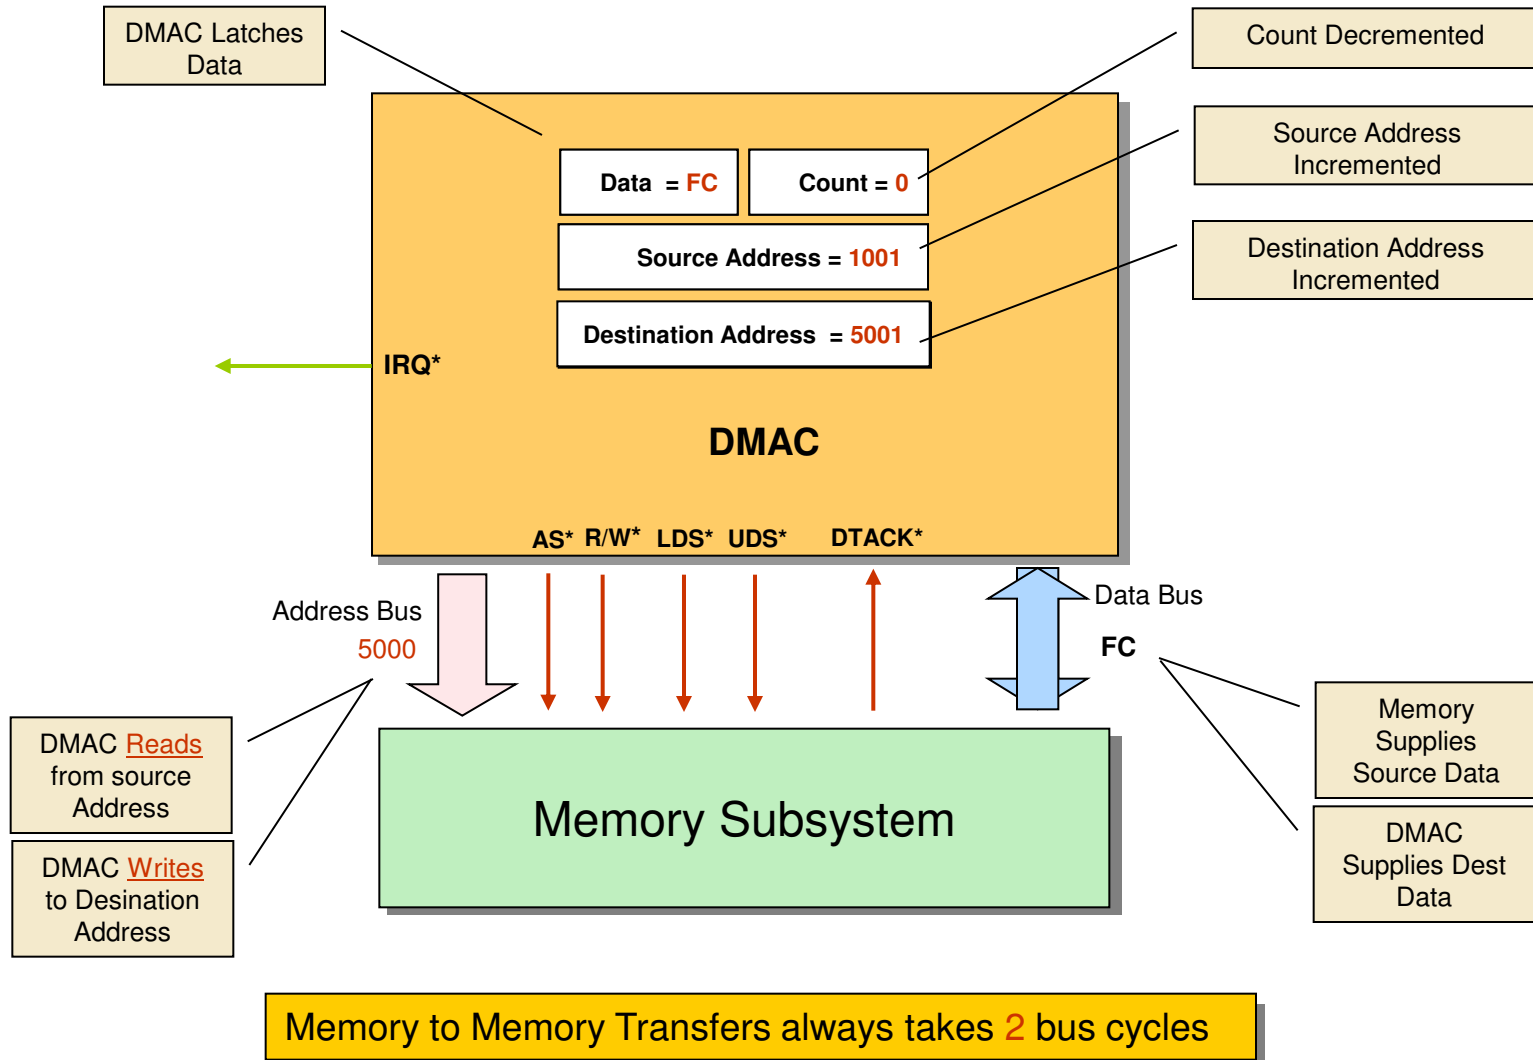 DMAC Latches
Data
Count Decremented
Source Address
Incremented
Destination Address
Incremented
Data = FC
Count = 0
Source Address = 1001
Destination Address = 5001
IRQ*
DMAC
AS* R/W* LDS* UDS* DTACK*
Address Bus
5000
Data Bus
FC
DMAC Reads
from source
Address
DMAC Writes
to Desination
Address
Memory
Supplies
Source Data
DMAC
Supplies Dest
Data
Memory Subsystem
Memory to Memory Transfers always takes 2 bus cycles